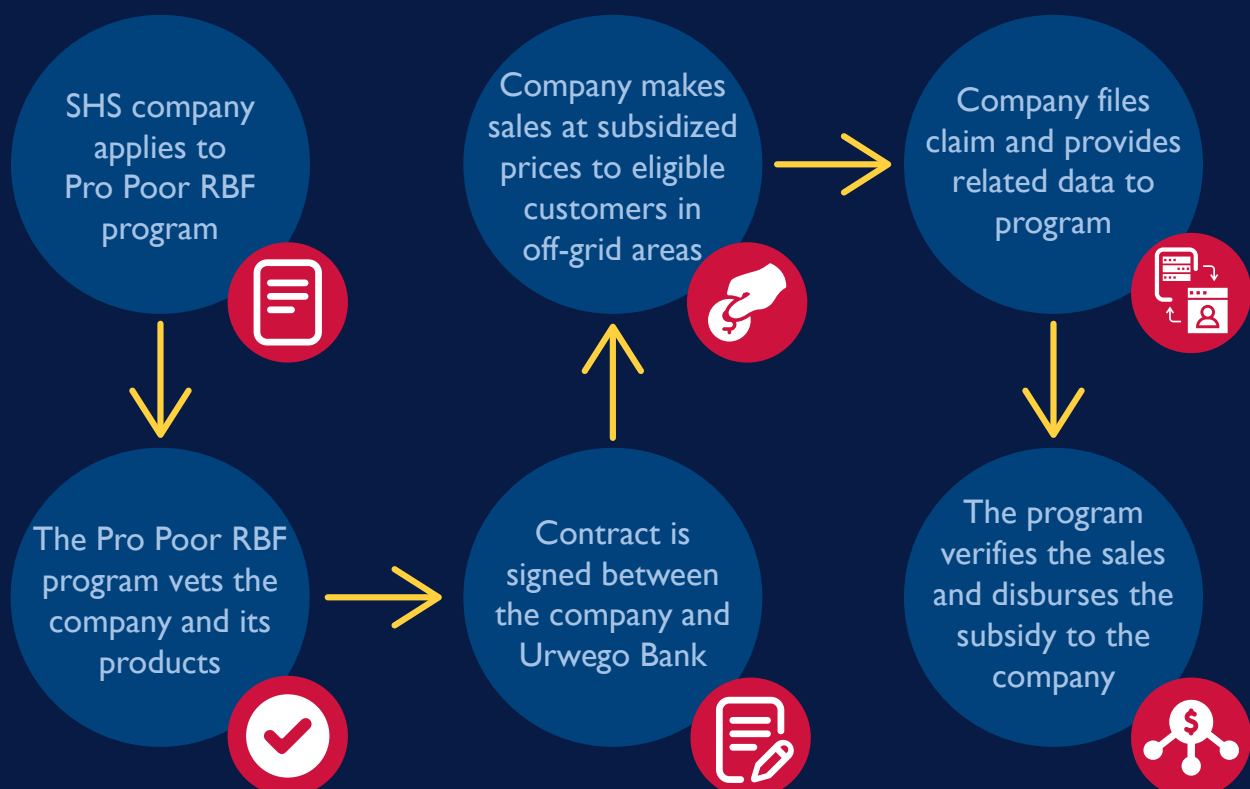 SHS company
applies to
Pro Poor RBF
program
The Pro Poor RBF
program vets the
company and its
products
Contract is
signed between
the company and
Urwego Bank
Company makes
sales at subsidized
prices to eligible
customers in
off-grid areas
Company files
claim and provides
related data to
program
The program
verifies the sales
and disburses the
subsidy to the
company